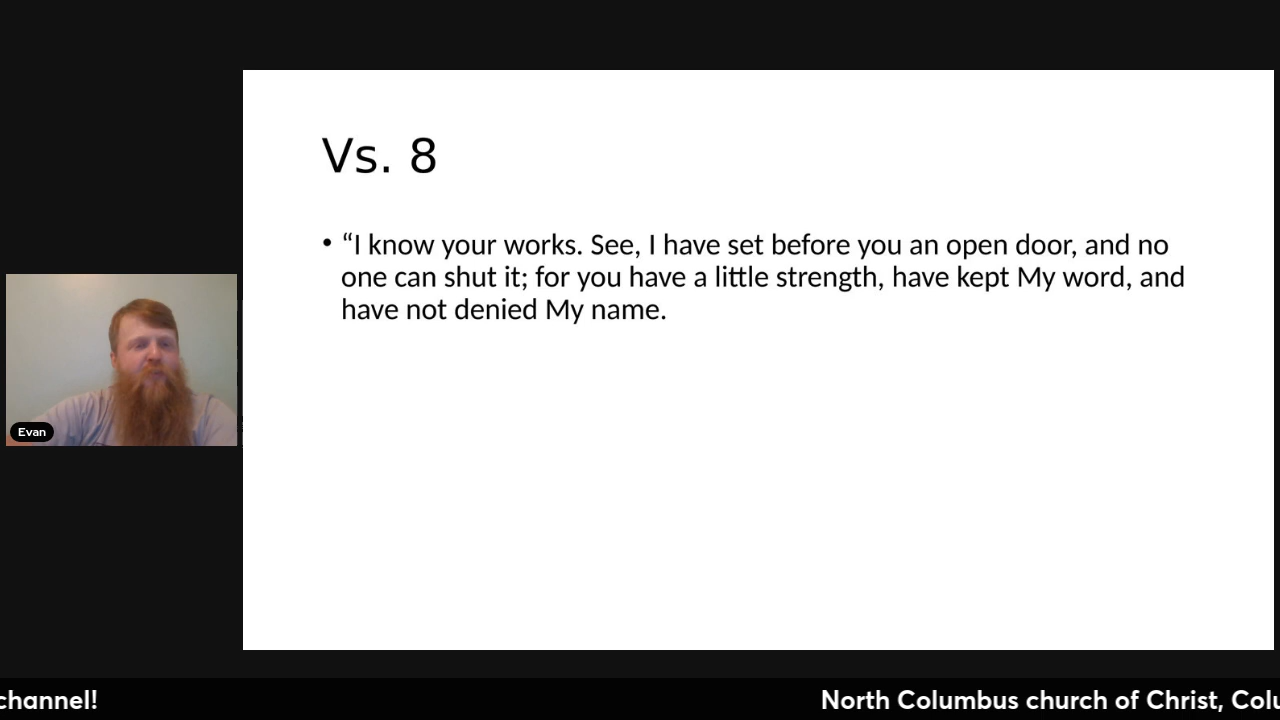 Vs. 8
• “I know your works. See, I have set before you an open door, and no
one can shut it; for you have a little strength, have kept My word, and
have not denied My name.
Evan
channel!
North Columbus church of Christ, Colu